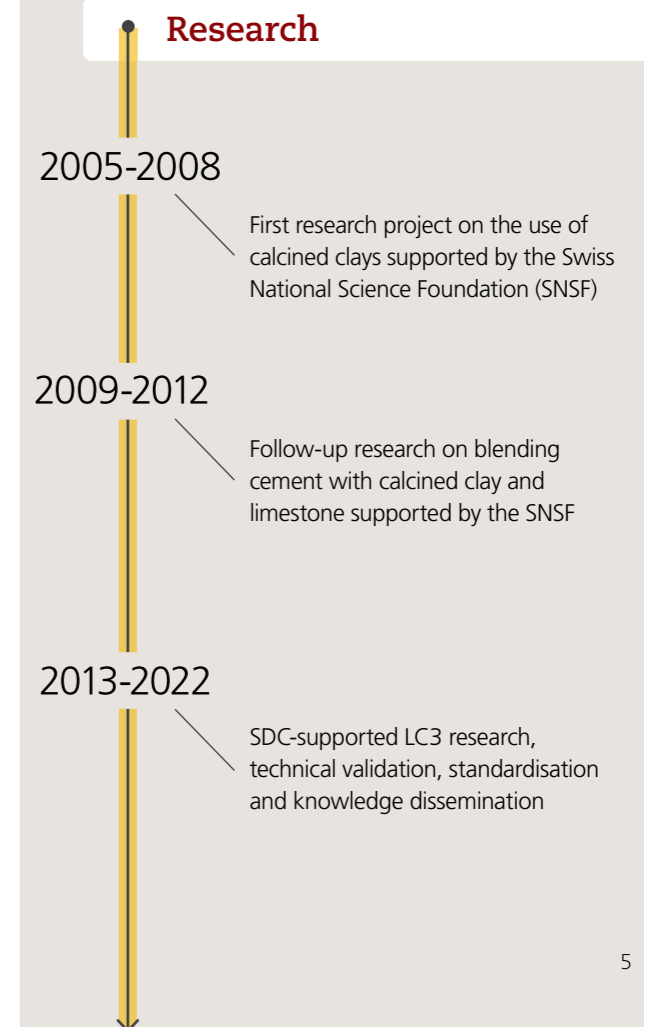 Research
2005-2008
First research project on the use of
calcined clays supported by the Swiss
National Science Foundation (SNSF)
2009-2012
Follow-up research on blending
cement with calcined clay and
limestone supported by the SNSF
2013-2022
SDC-supported LC3 research,
technical validation, standardisation
and knowledge dissemination
5